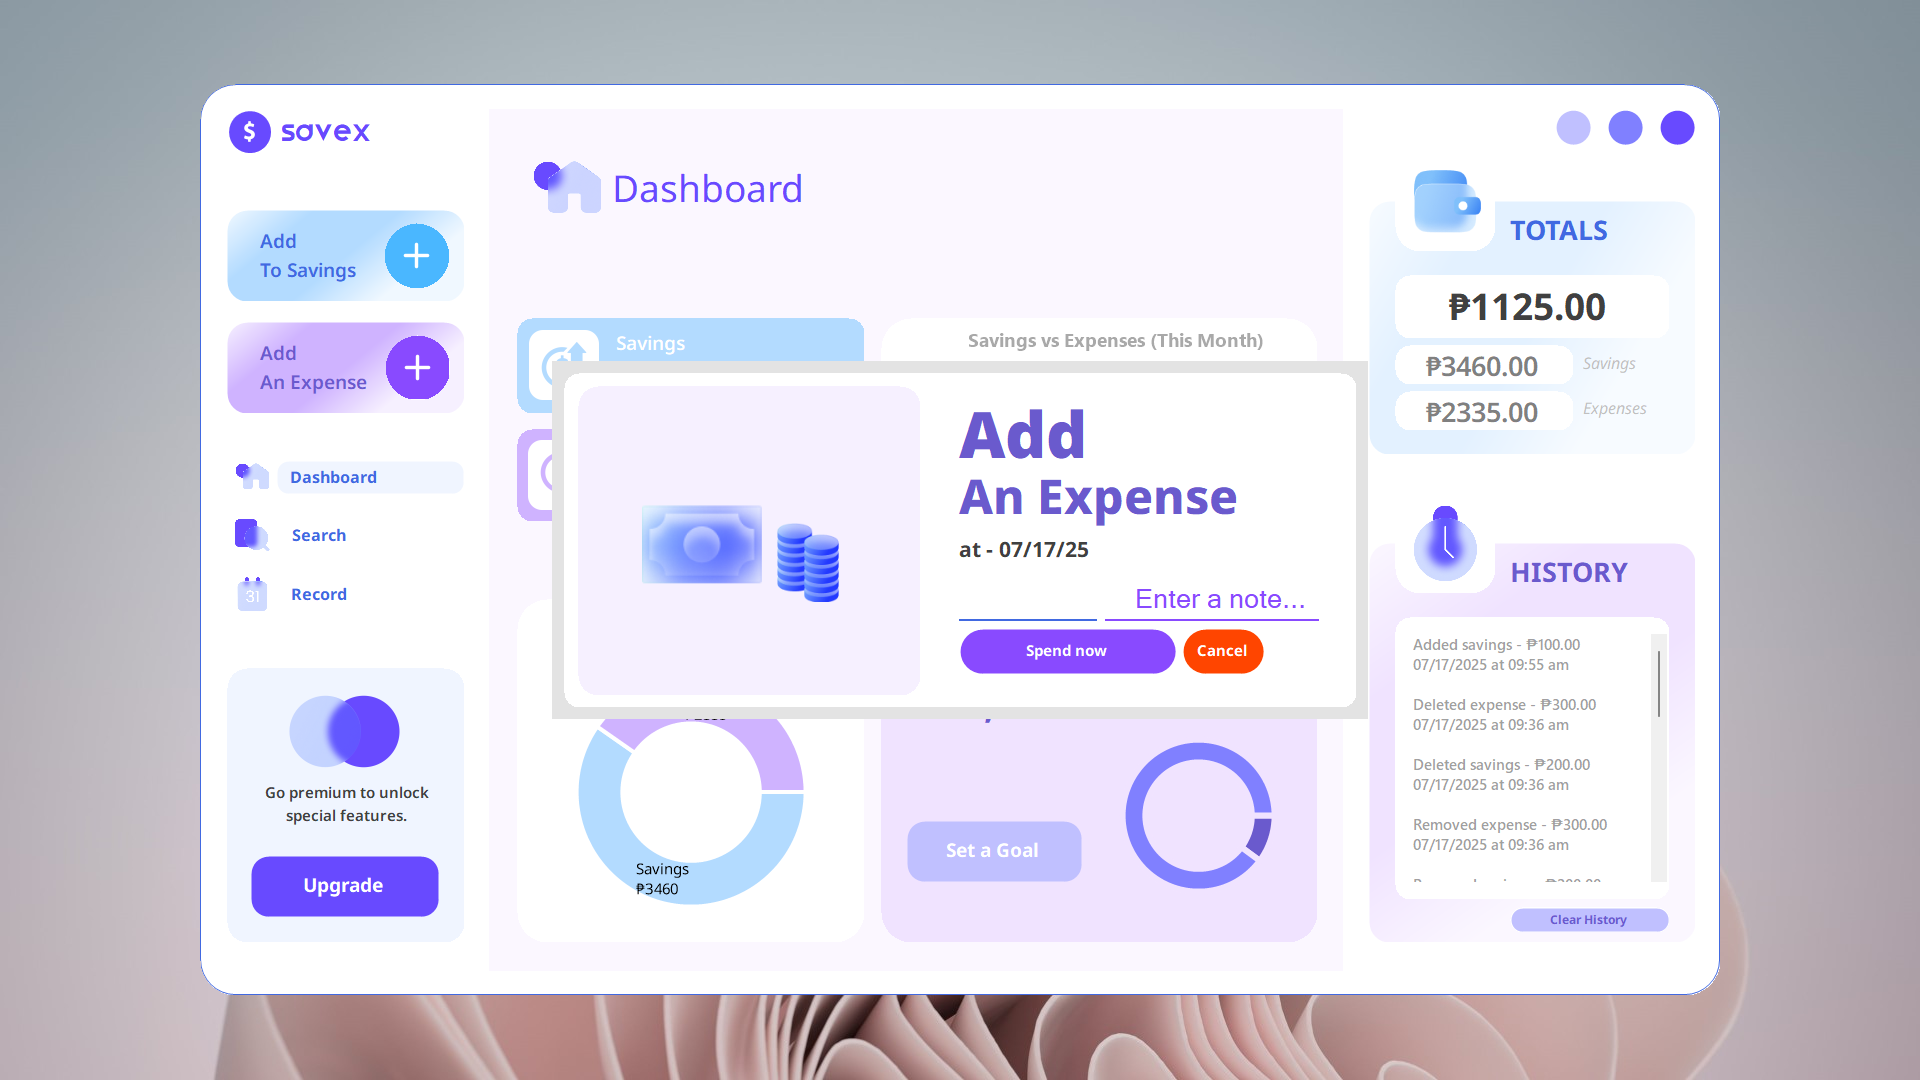 $ savex
Add
To Savings
Add
An Expense
Dashboard
Search
31
Record
Go premium to unlock
special features.
Upgrade
Dashboard
Savings
Savings vs Expenses (This Month)
Add
An Expense
at - 07/17/25
Enter a note...
Spend now
Cancel
Savings
₱3460
Set a Goal
TOTALS
₱1125.00
₱3460.00
Savings
₱2335.00
Expenses
HISTORY
Added savings - ₱100.00
07/17/2025 at 09:55 am
Deleted expense - ₱300.00
07/17/2025 at 09:36 am
Deleted savings - ₱200.00
07/17/2025 at 09:36 am
Removed expense - ₱300.00
07/17/2025 at 09:36 am
Clear History